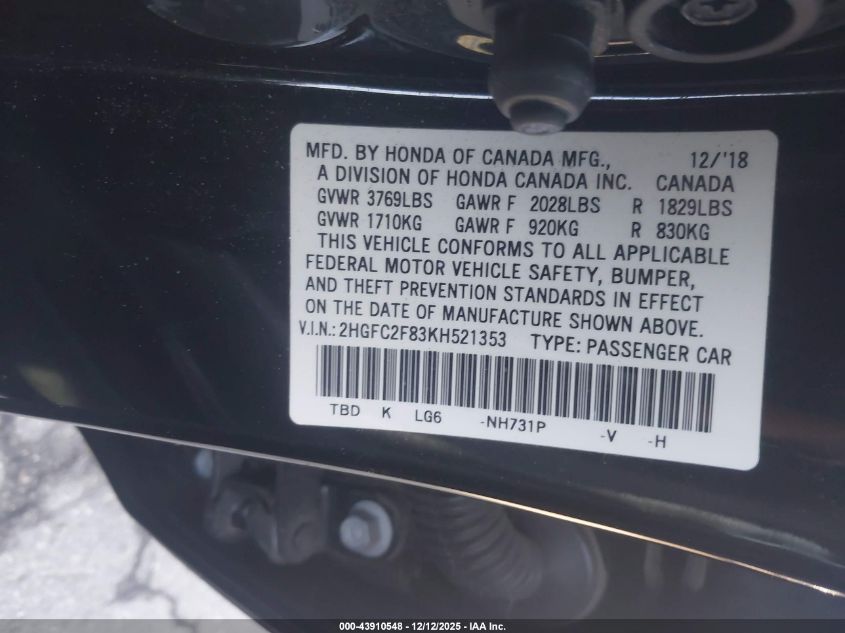 MFD. BY HONDA OF CANADA MFG., 12/'18
A DIVISION OF HONDA CANADA INC. CANADA
GVWR 3769LBS GAWR F 2028LBS R 1829LBS
GVWR 1710KG GAWR F 920KG R 830KG
THIS VEHICLE CONFORMS TO ALL APPLICABLE
FEDERAL MOTOR VEHICLE SAFETY, BUMPER,
AND THEFT PREVENTION STANDARDS IN EFFECT
ON THE DATE OF MANUFACTURE SHOWN ABOVE.
V.I.N.: 2HGFC2F83KH521353 TYPE: PASSENGER CAR
TBD K LG6 -NH731P -V -H
000-43910548 - 12/12/2025 - IAA Inc.